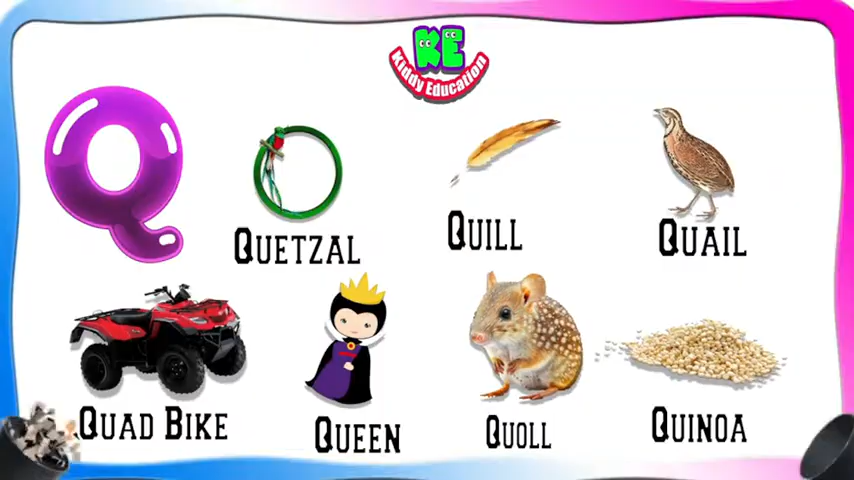 KE
Kiddy Education
Q
QUETZAL
QUILL
QUAIL
QUAD BIKE
QUEEN
QUOLL
QUINOA